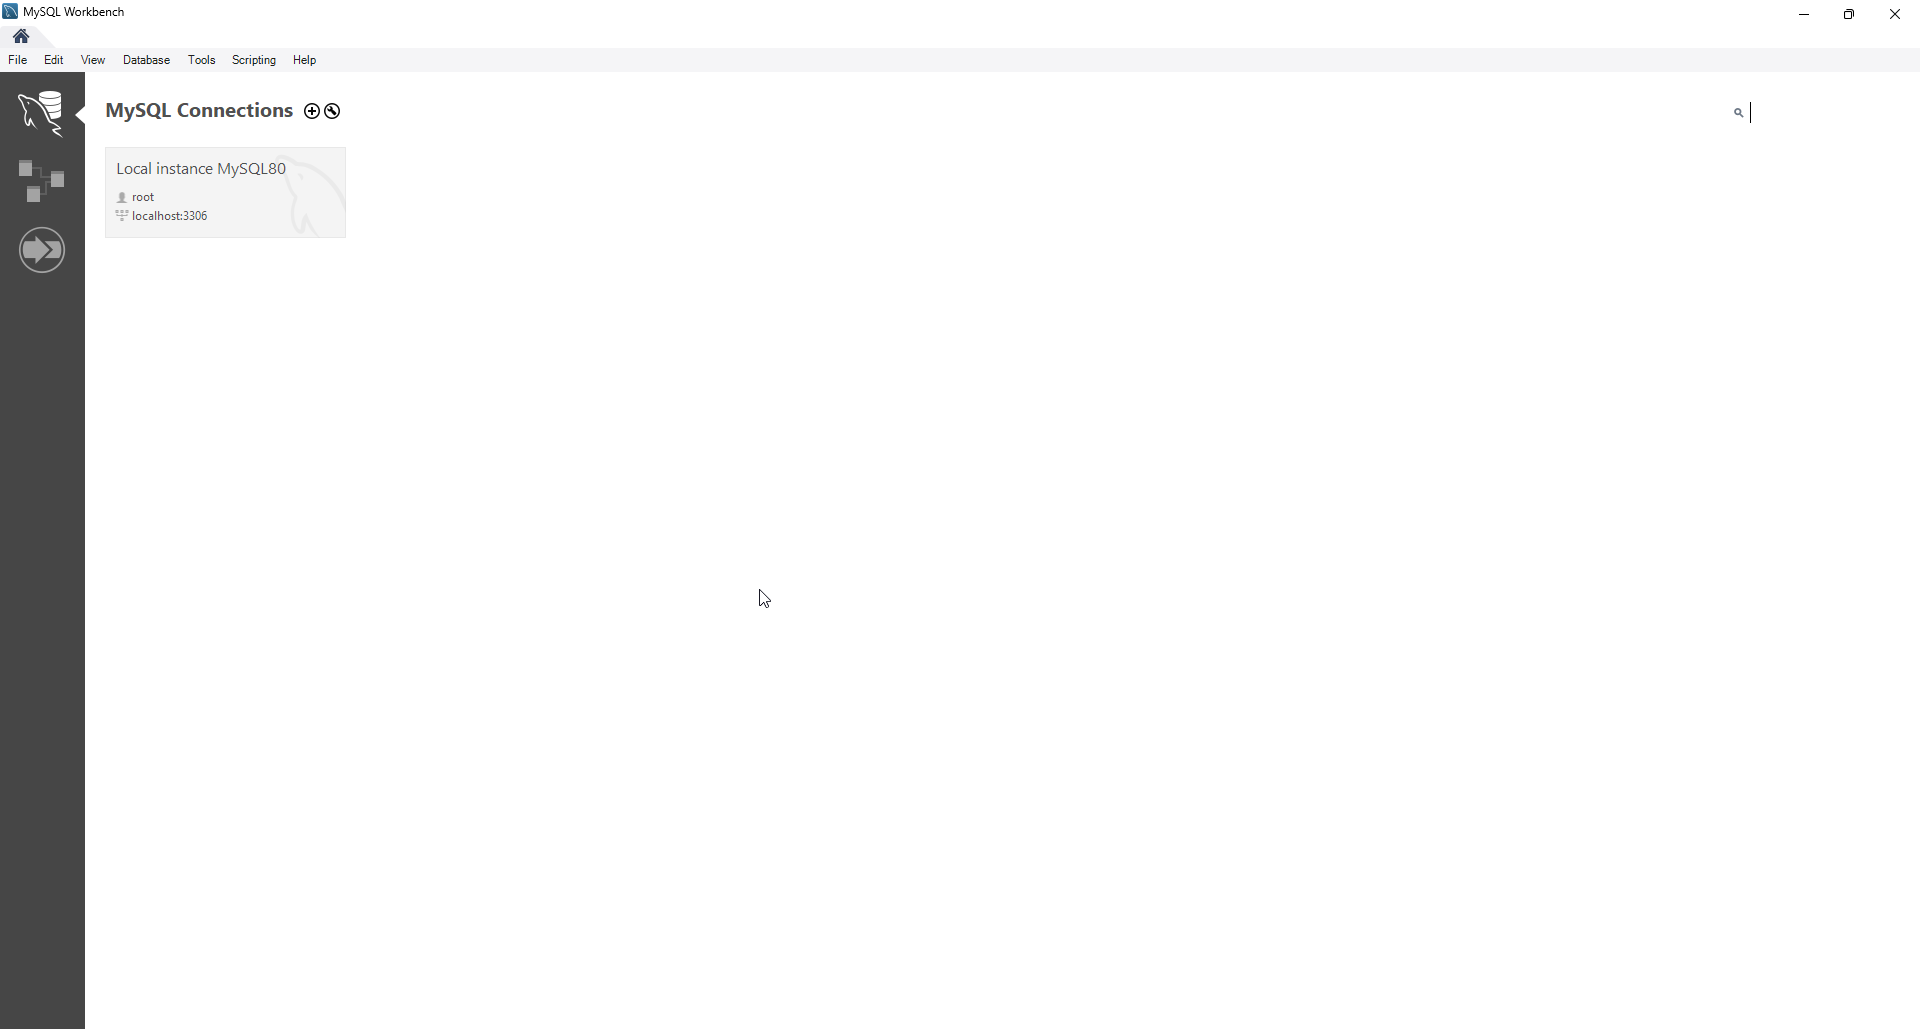 MySQL Workbench
File Edit View Database Tools Scripting Help
MySQL Connections
Local instance MySQL80
root
localhost:3306